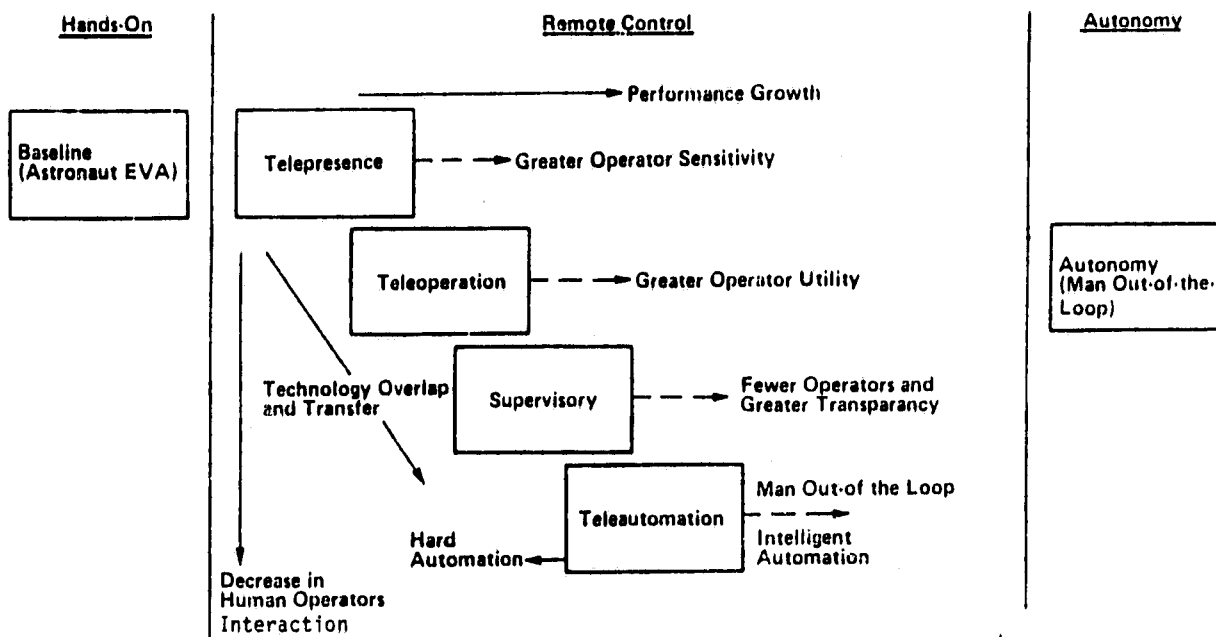 Hands-On
Remote Control
Autonomy
Performance Growth
Baseline
(Astronaut EVA)
Telepresence
Greater Operator Sensitivity
Teleoperation
Greater Operator Utility
Autonomy
(Man Out-of-the-
Loop)
Technology Overlap
and Transfer
Supervisory
Fewer Operators and
Greater Transparancy
Teleautomation
Man Out-of the Loop
Intelligent
Automation
Hard
Automation
Decrease in
Human Operators
Interaction